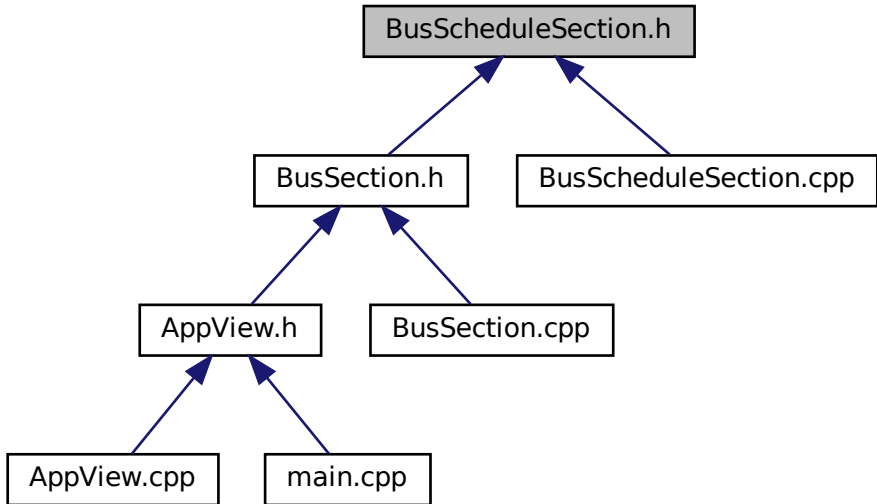 BusScheduleSection.h
BusSection.h
BusScheduleSection.cpp
AppView.h
BusSection.cpp
AppView.cpp
main.cpp